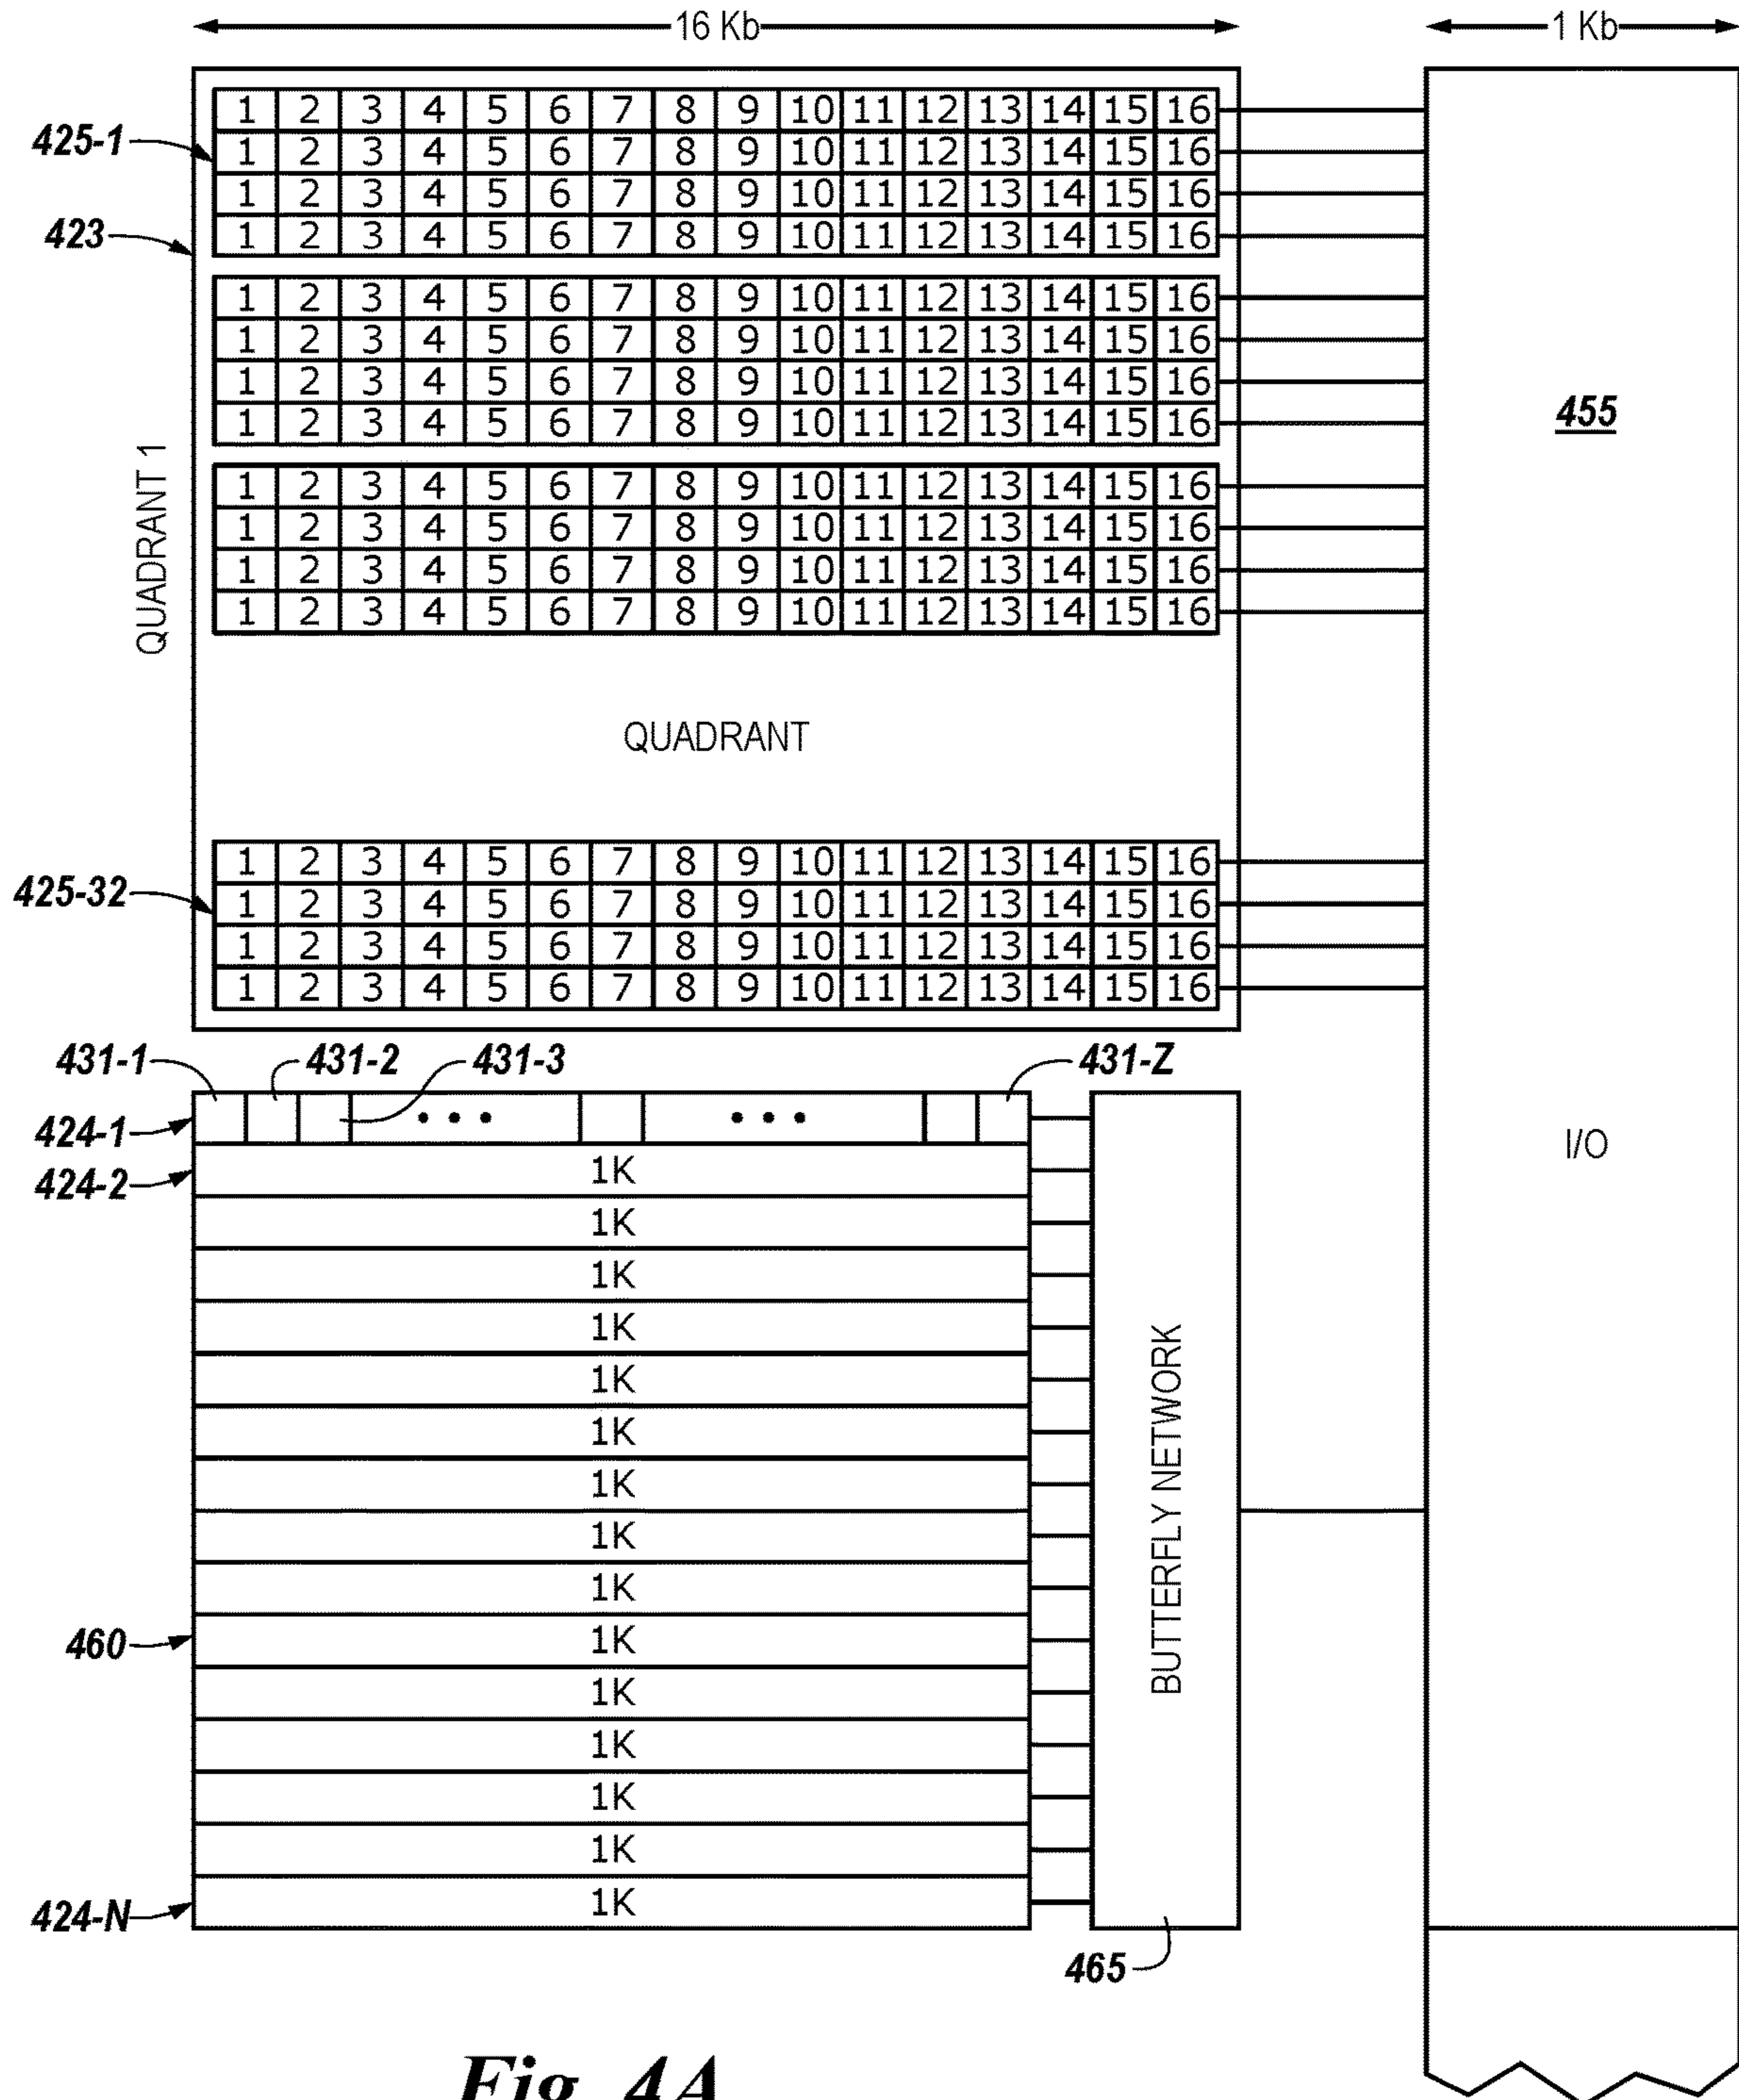 16 Kb 1 Kb
1 2 3 4 5 6 7 8 9 10 11 12 13 14 15 16
425-1
1 2 3 4 5 6 7 8 9 10 11 12 13 14 15 16
1 2 3 4 5 6 7 8 9 10 11 12 13 14 15 16
423
1 2 3 4 5 6 7 8 9 10 11 12 13 14 15 16
1 2 3 4 5 6 7 8 9 10 11 12 13 14 15 16
1 2 3 4 5 6 7 8 9 10 11 12 13 14 15 16
1 2 3 4 5 6 7 8 9 10 11 12 13 14 15 16
1 2 3 4 5 6 7 8 9 10 11 12 13 14 15 16
455
1 2 3 4 5 6 7 8 9 10 11 12 13 14 15 16
1 2 3 4 5 6 7 8 9 10 11 12 13 14 15 16
1 2 3 4 5 6 7 8 9 10 11 12 13 14 15 16
1 2 3 4 5 6 7 8 9 10 11 12 13 14 15 16
QUADRANT 1
QUADRANT
1 2 3 4 5 6 7 8 9 10 11 12 13 14 15 16
425-32
1 2 3 4 5 6 7 8 9 10 11 12 13 14 15 16
1 2 3 4 5 6 7 8 9 10 11 12 13 14 15 16
1 2 3 4 5 6 7 8 9 10 11 12 13 14 15 16
431-1 431-2 431-3 431-Z
424-1 • • • • • •
I/O
424-2 1K
1K
1K
1K
1K
1K
1K
1K
1K
460 1K
1K
1K
1K
1K
424-N 1K
BUTTERFLY NETWORK
465
Fig. 4A